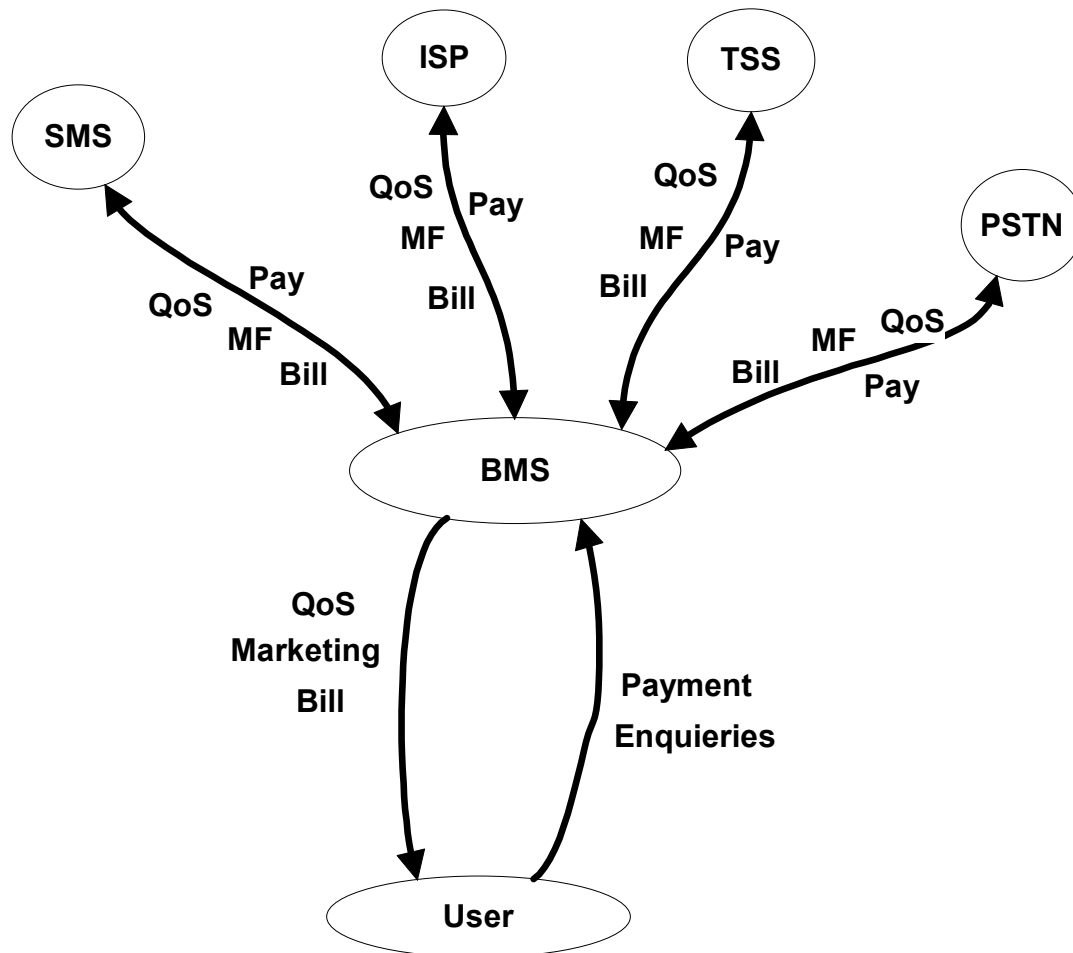 ISP
TSS
SMS
PSTN
QoS
Pay
MF
Bill
QoS
MF
Pay
Bill
Pay
QoS
MF
Bill
QoS
MF
Bill
Pay
BMS
QoS
Marketing
Bill
Payment
Enquieries
User